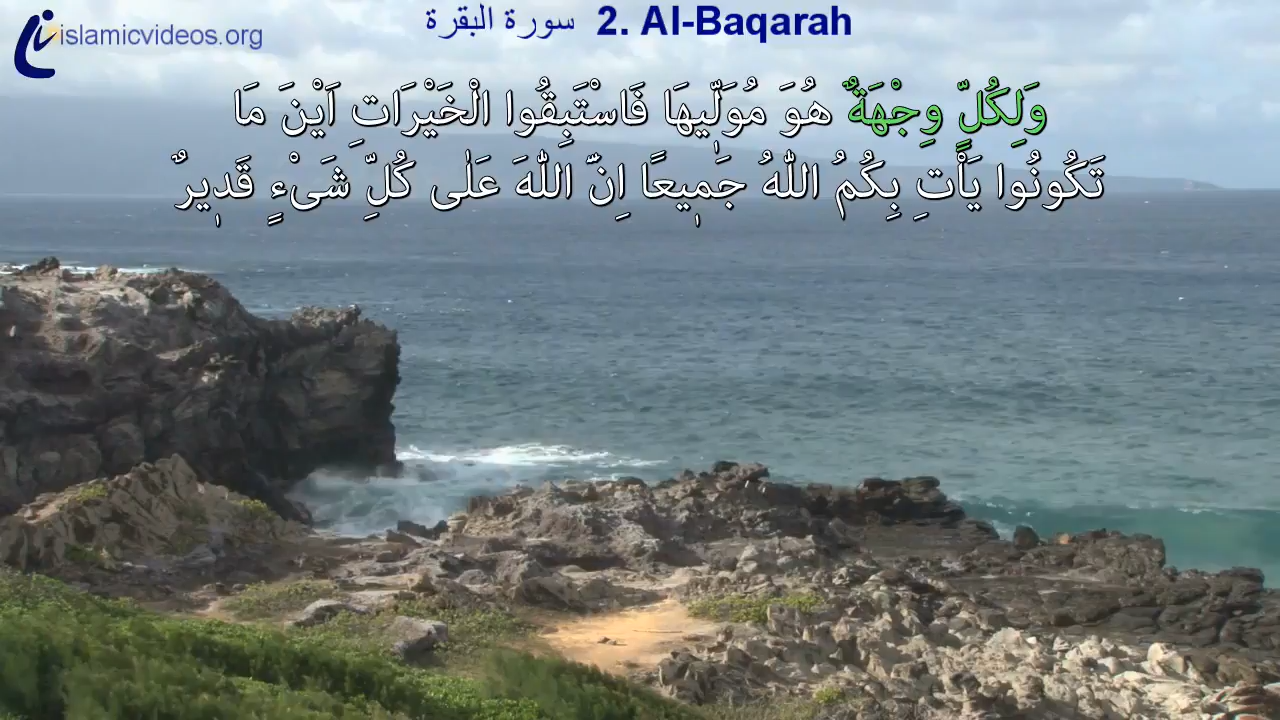 islamicvideos.org
سورة البقرة 2. Al-Baqarah
وَلِكُلٍّ وِجْهَةٌ هُوَ مُوَلّٖيهَا فَاسْتَبِقُوا الْخَيْرَاتِ اَيْنَ مَا
تَكُونُوا يَاْتِ بِكُمُ اللّٰهُ جَمٖيعًا اِنَّ اللّٰهَ عَلٰى كُلِّ شَیْءٍ قَدٖيرٌ